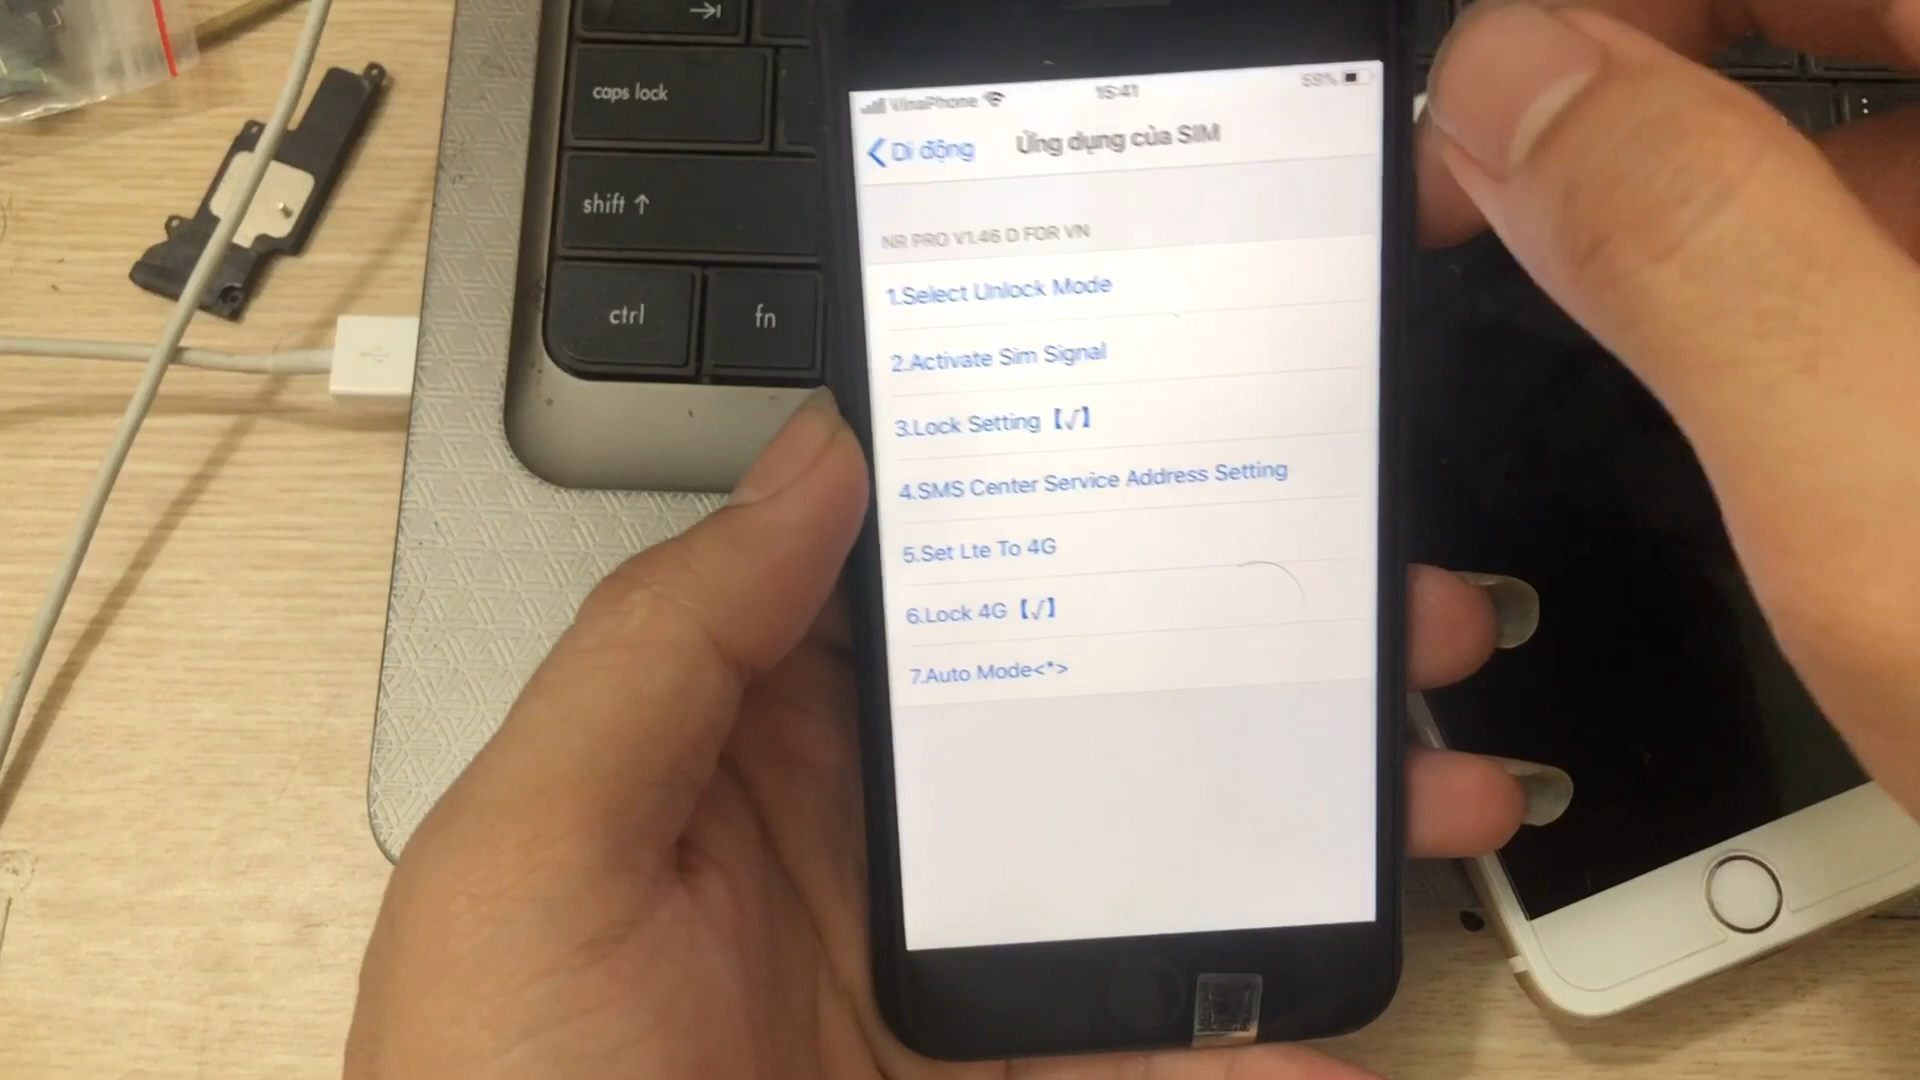 caps lock
shift ↑
ctrl
fn
VinaPhone
15:41
59%
Di động
Ứng dụng của SIM
NR PRO V1.46 D FOR VN
1.Select Unlock Mode
2.Activate Sim Signal
3.Lock Setting【√】
4.SMS Center Service Address Setting
5.Set Lte To 4G
6.Lock 4G【√】
7.Auto Mode<*>